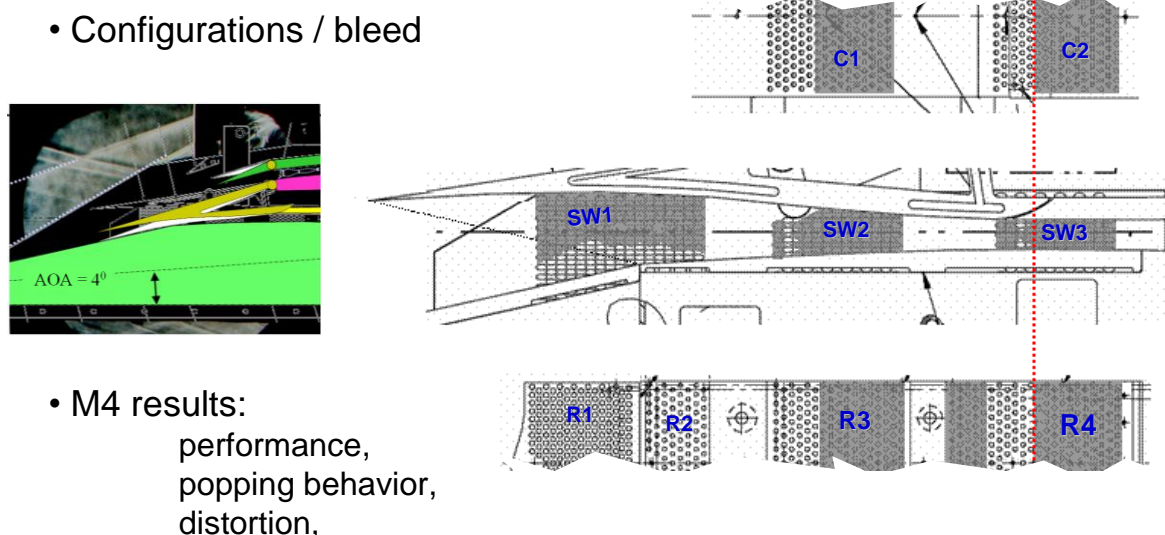 • Configurations / bleed
C1
C2
SW1
SW2
SW3
AOA = 4⁰
R1
R2
R3
R4
• M4 results:
performance,
popping behavior,
distortion,